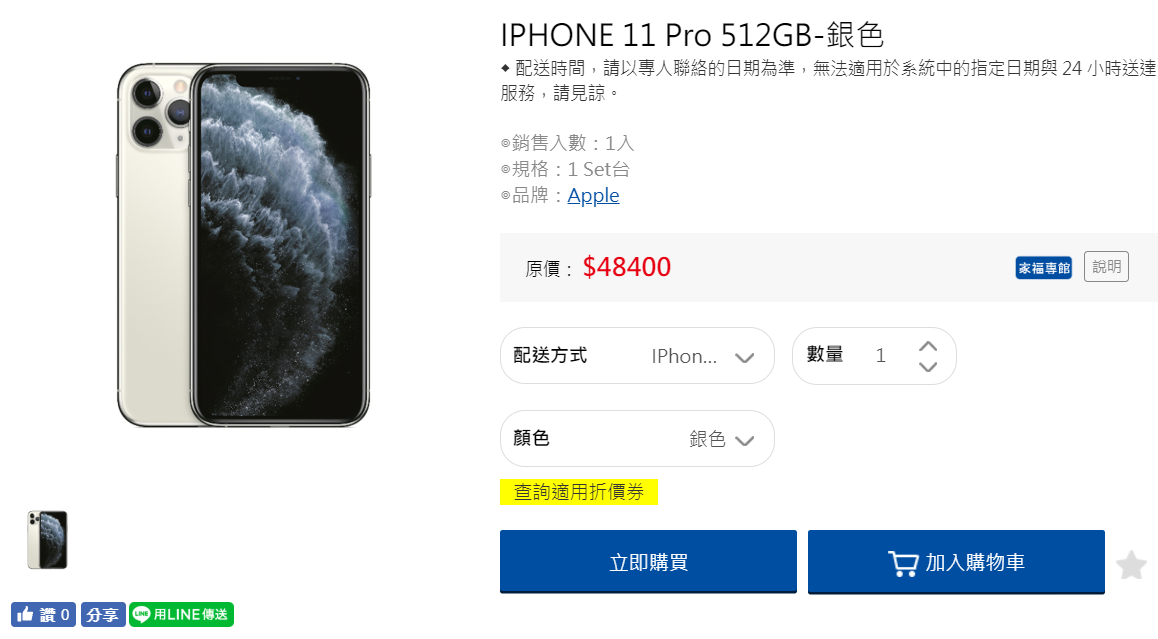 IPHONE 11 Pro 512GB-銀色
◆ 配送時間，請以專人聯絡的日期為準，無法適用於系統中的指定日期與 24 小時送達
服務，請見諒。
◎銷售入數：1入
◎規格：1 Set台
◎品牌：Apple
原價： $48400 家福專館 說明
配送方式 IPhon... 數量 1
顏色 銀色
查詢適用折價券
立即購買 加入購物車
讚 0 分享 LINE 用LINE傳送